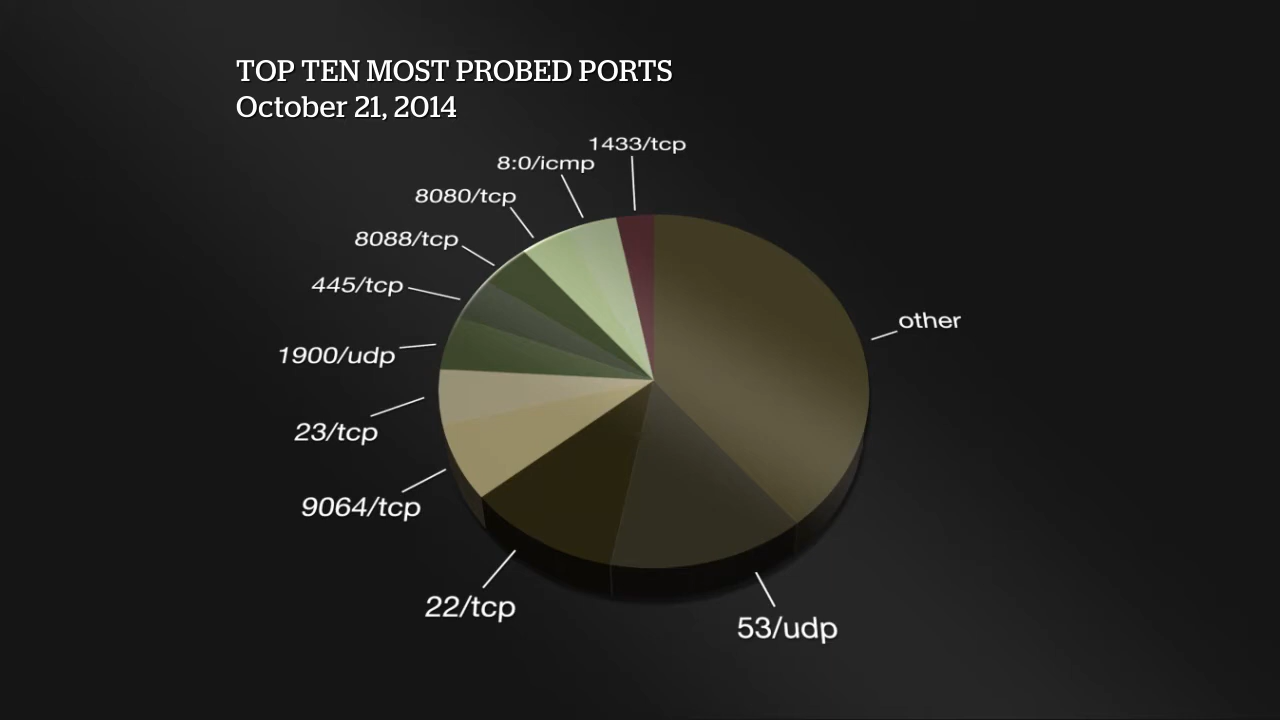 TOP TEN MOST PROBED PORTS
October 21, 2014
1433/tcp
8:0/icmp
8080/tcp
8088/tcp
445/tcp
other
1900/udp
23/tcp
9064/tcp
22/tcp
53/udp